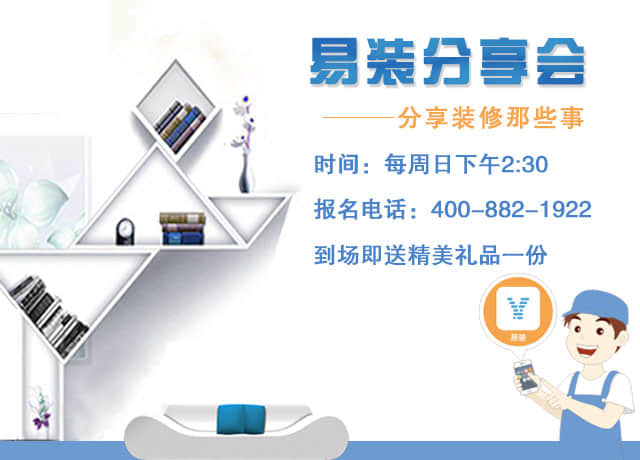 易装分享会
分享装修那些事
时间：每周日下午2:30
报名电话：400-882-1922
到场即送精美礼品一份
易装